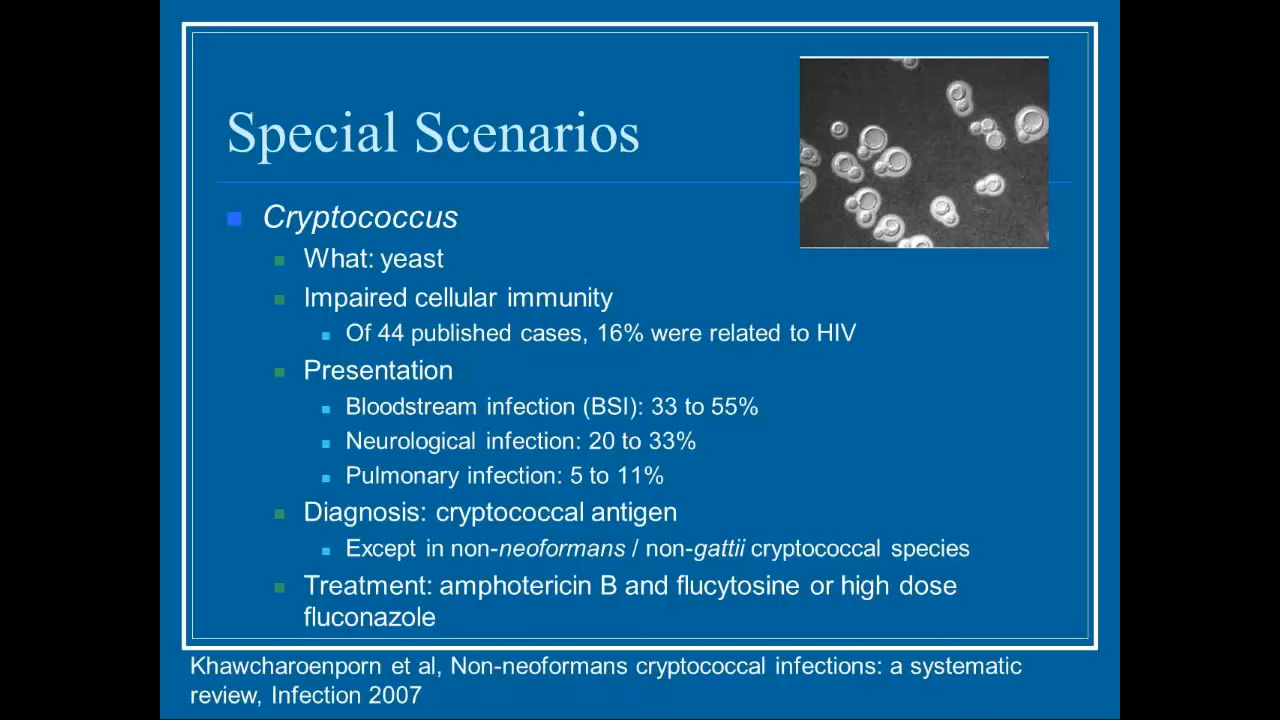 Special Scenarios
Cryptococcus
What: yeast
Impaired cellular immunity
Of 44 published cases, 16% were related to HIV
Presentation
Bloodstream infection (BSI): 33 to 55%
Neurological infection: 20 to 33%
Pulmonary infection: 5 to 11%
Diagnosis: cryptococcal antigen
Except in non-neoformans / non-gattii cryptococcal species
Treatment: amphotericin B and flucytosine or high dose
fluconazole
Khawcharoenporn et al, Non-neoformans cryptococcal infections: a systematic
review, Infection 2007